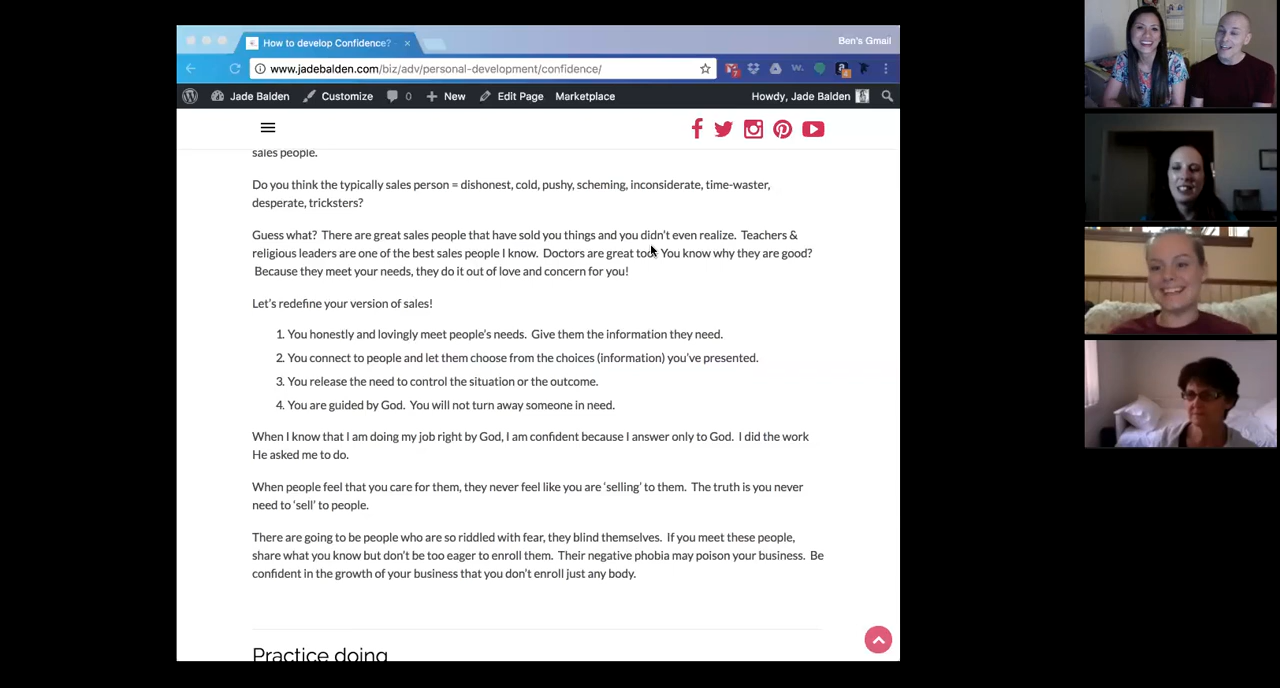 How to develop Confidence?
Ben's Gmail
www.jadebalden.com/biz/adv/personal-development/confidence/
Jade Balden Customize 0 New Edit Page Marketplace Howdy, Jade Balden
sales people.
Do you think the typically sales person = dishonest, cold, pushy, scheming, inconsiderate, time-waster,
desperate, tricksters?
Guess what? There are great sales people that have sold you things and you didn't even realize. Teachers &
religious leaders are one of the best sales people I know. Doctors are great too! You know why they are good?
Because they meet your needs, they do it out of love and concern for you!
Let's redefine your version of sales!
1. You honestly and lovingly meet people's needs. Give them the information they need.
2. You connect to people and let them choose from the choices (information) you've presented.
3. You release the need to control the situation or the outcome.
4. You are guided by God. You will not turn away someone in need.
When I know that I am doing my job right by God, I am confident because I answer only to God. I did the work
He asked me to do.
When people feel that you care for them, they never feel like you are 'selling' to them. The truth is you never
need to 'sell' to people.
There are going to be people who are so riddled with fear, they blind themselves. If you meet these people,
share what you know but don't be too eager to enroll them. Their negative phobia may poison your business. Be
confident in the growth of your business that you don't enroll just any body.
Practice doing